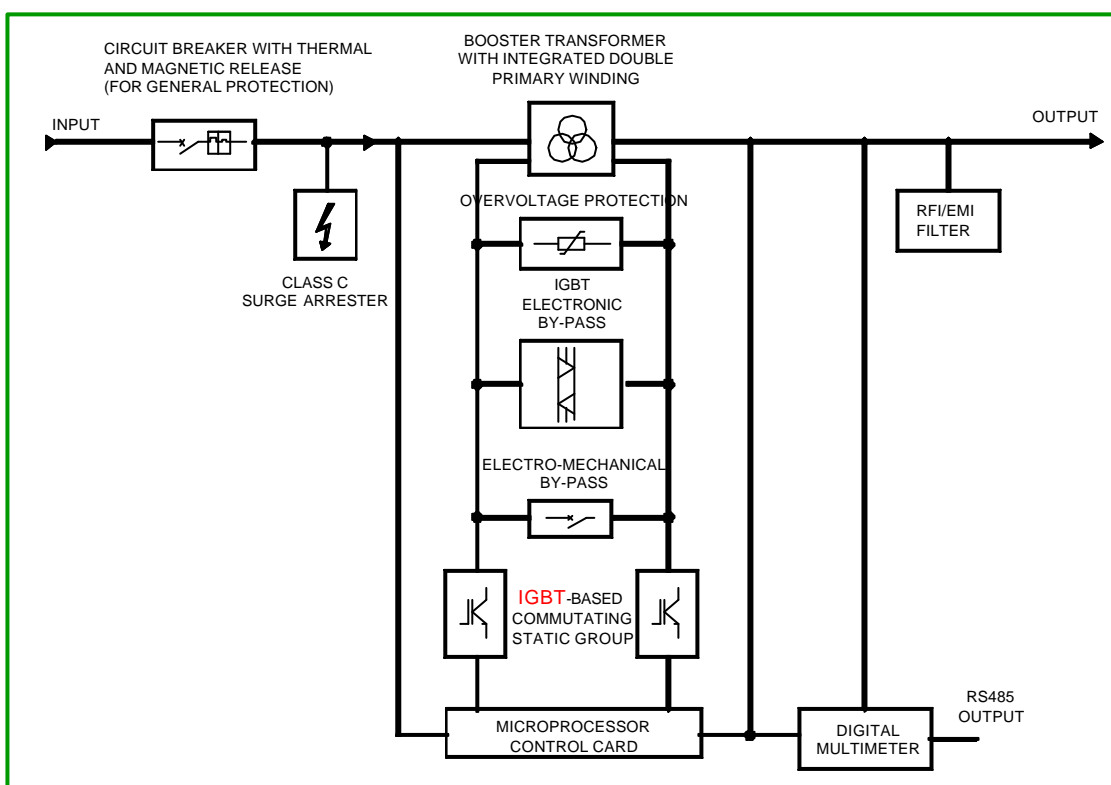 CIRCUIT BREAKER WITH THERMAL
AND MAGNETIC RELEASE
(FOR GENERAL PROTECTION)
BOOSTER TRANSFORMER
WITH INTEGRATED DOUBLE
PRIMARY WINDING
INPUT
OUTPUT
OVERVOLTAGE PROTECTION
RFI/EMI
FILTER
CLASS C
SURGE ARRESTER
IGBT
ELECTRONIC
BY-PASS
ELECTRO-MECHANICAL
BY-PASS
IGBT-BASED
COMMUTATING
STATIC GROUP
MICROPROCESSOR
CONTROL CARD
DIGITAL
MULTIMETER
RS485
OUTPUT